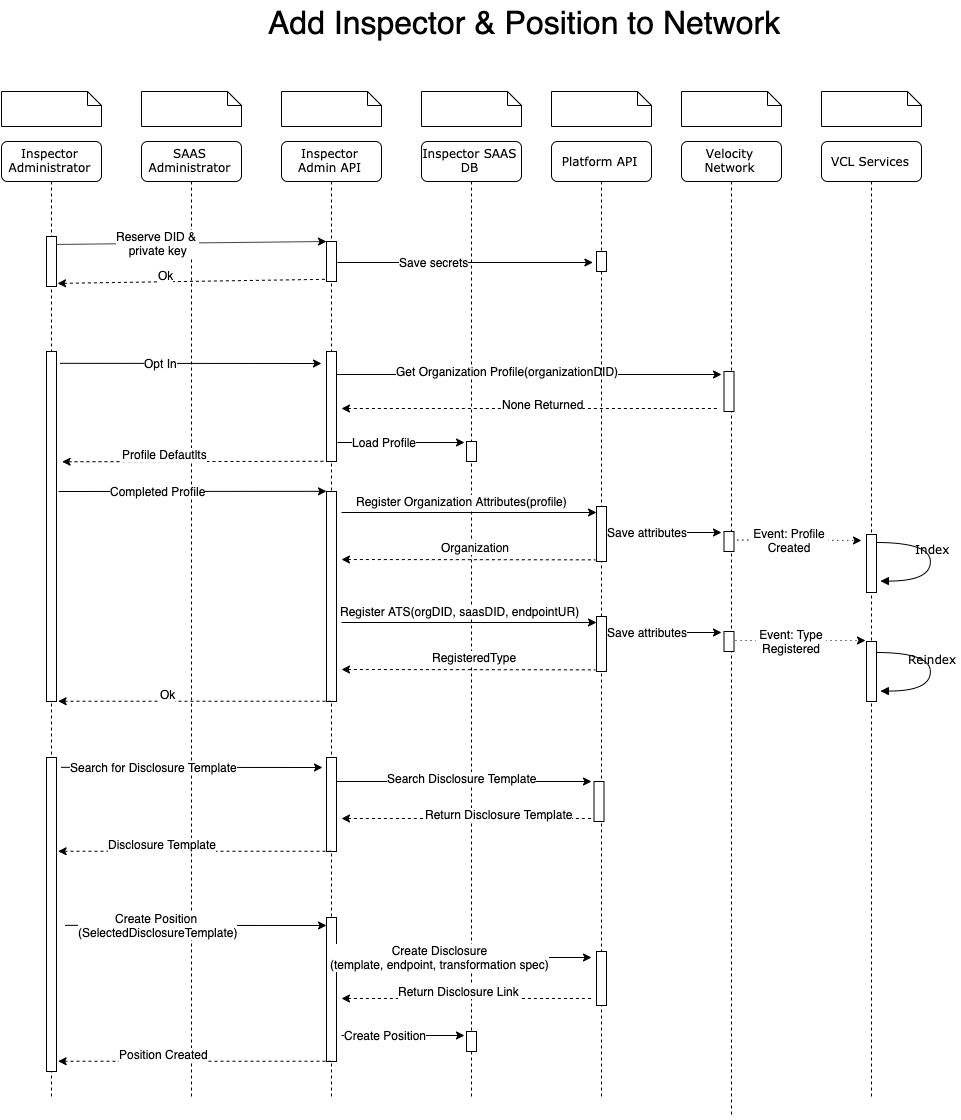 Add Inspector & Position to Network
Inspector
Administrator
SAAS
Administrator
Inspector
Admin API
Inspector SAAS
DB
Platform API
Velocity
Network
VCL Services
Reserve DID &
private key
Save secrets
Ok
Opt In
Get Organization Profile(organizationDID)
None Returned
Load Profile
Profile Defautlts
Completed Profile
Register Organization Attributes(profile)
Save attributes
Event: Profile
Created
Index
Organization
Register ATS(orgDID, saasDID, endpointUR)
Save attributes
Event: Type
Registered
Reindex
RegisteredType
Ok
Search for Disclosure Template
Search Disclosure Template
Return Disclosure Template
Disclosure Template
Create Position
(SelectedDisclosureTemplate)
Create Disclosure
(template, endpoint, transformation spec)
Return Disclosure Link
Create Position
Position Created